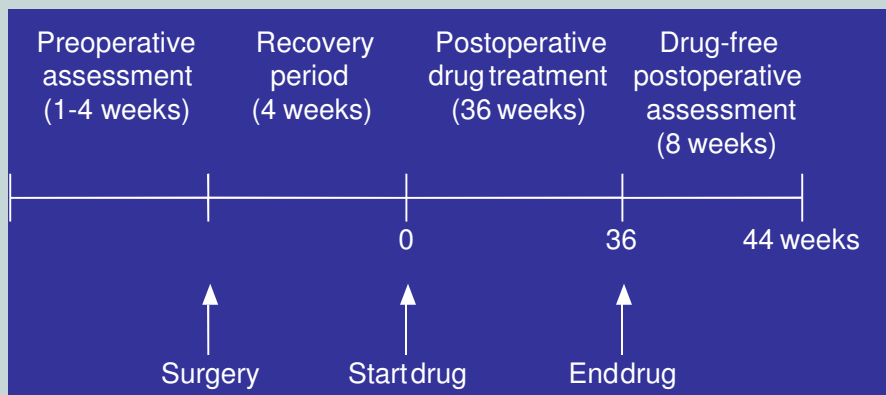 Preoperative
assessment
(1-4 weeks)
Recovery
period
(4 weeks)
Postoperative
drug treatment
(36 weeks)
Drug-free
postoperative
assessment
(8 weeks)
0
36
44 weeks
Surgery
Start drug
End drug